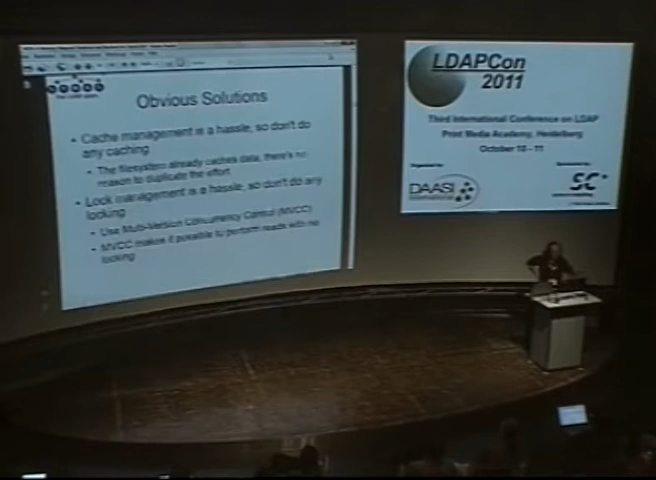 Obvious Solutions
• Cache management is a hassle, so don't do
any caching
• The filesystem already caches data, there's no
reason to duplicate the effort
• Lock management is a hassle, so don't do any
locking
• Use Multi-Version Concurrency Control (MVCC)
• MVCC makes it possible to perform reads with no
locking
LDAPCon
2011
Third International Conference on LDAP
Print Media Academy, Heidelberg
October 10 - 11
DAASI
International